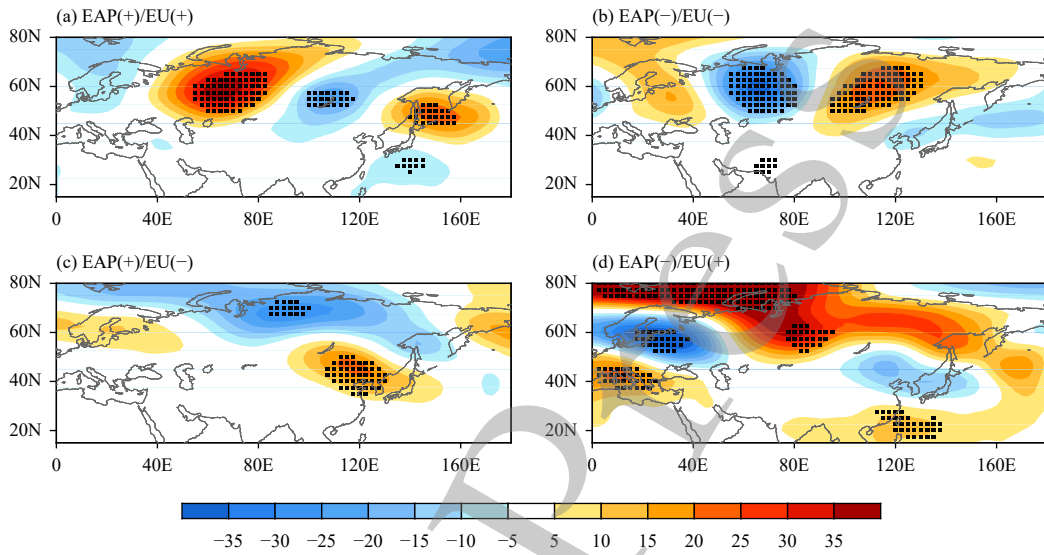 (a) EAP(+)/EU(+)
(b) EAP(−)/EU(−)
80N 80N
60N 60N
40N 40N
20N 20N
0 40E 80E 120E 160E 0 40E 80E 120E 160E
(c) EAP(+)/EU(−)
(d) EAP(−)/EU(+)
80N 80N
60N 60N
40N 40N
20N 20N
0 40E 80E 120E 160E 0 40E 80E 120E 160E
−35 −30 −25 −20 −15 −10 −5 5 10 15 20 25 30 35
Press